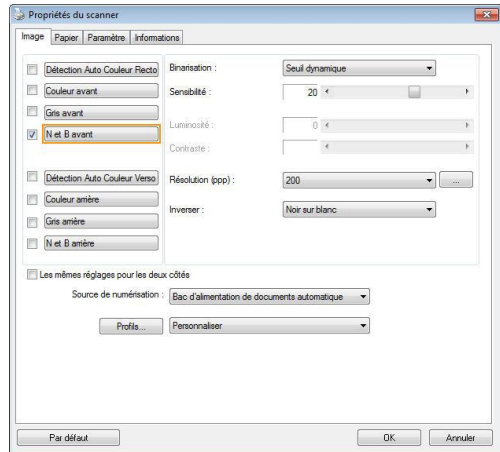 Propriétés du scanner
Image Papier Paramètre Informations
Détection Auto Couleur Recto
Couleur avant
Gris avant
N et B avant
Détection Auto Couleur Verso
Couleur arrière
Gris arrière
N et B arrière
Binarisation : Seuil dynamique
Sensibilité : 20
Luminosité : 0
Contraste :
Résolution (ppp) : 200 ...
Inverser : Noir sur blanc
Les mêmes réglages pour les deux côtés
Source de numérisation : Bac d'alimentation de documents automatique
Profils... Personnaliser
Par défaut OK Annuler